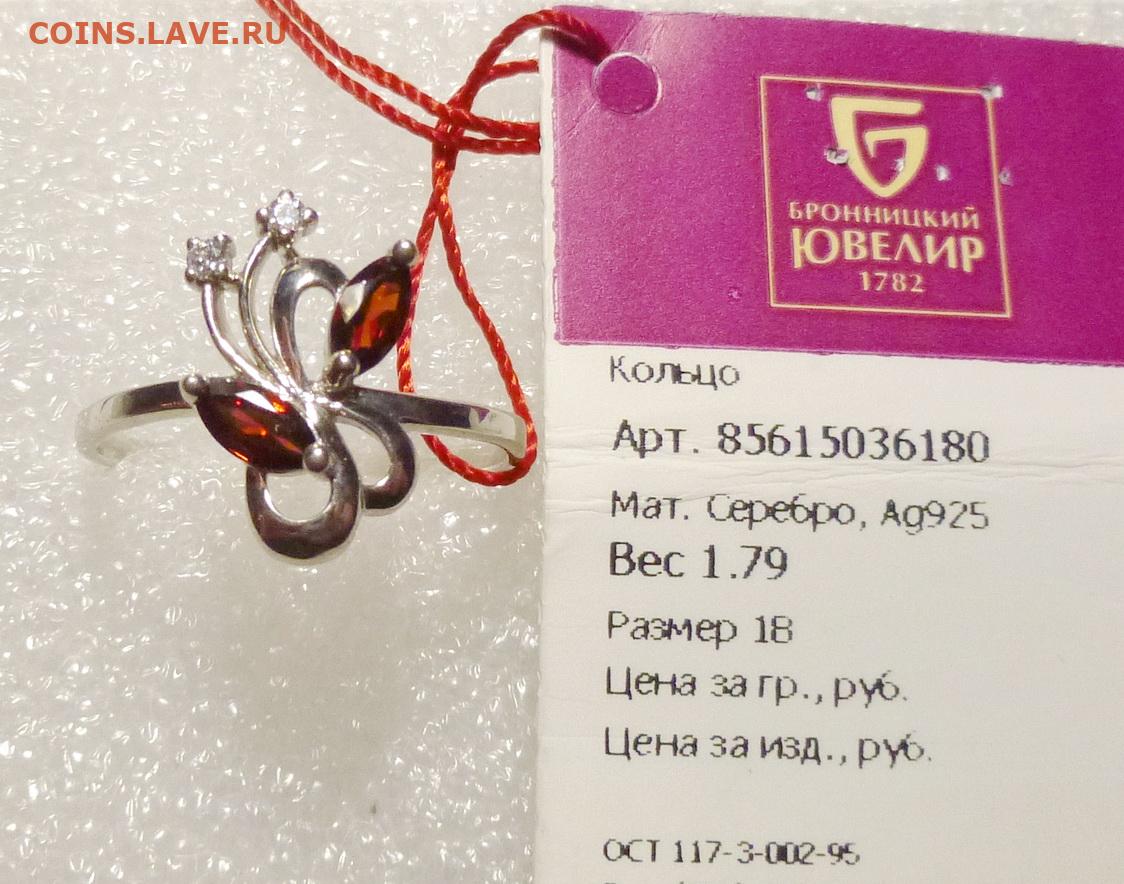 COINS.LAVE.RU
БРОННИЦКИЙ
ЮВЕЛИР
1782
Кольцо
Арт. 85615036180
Мат. Серебро, Ag925
Вес 1.79
Размер 18
Цена за гр., руб.
Цена за изд., руб.
ОСТ 117-3-002-95